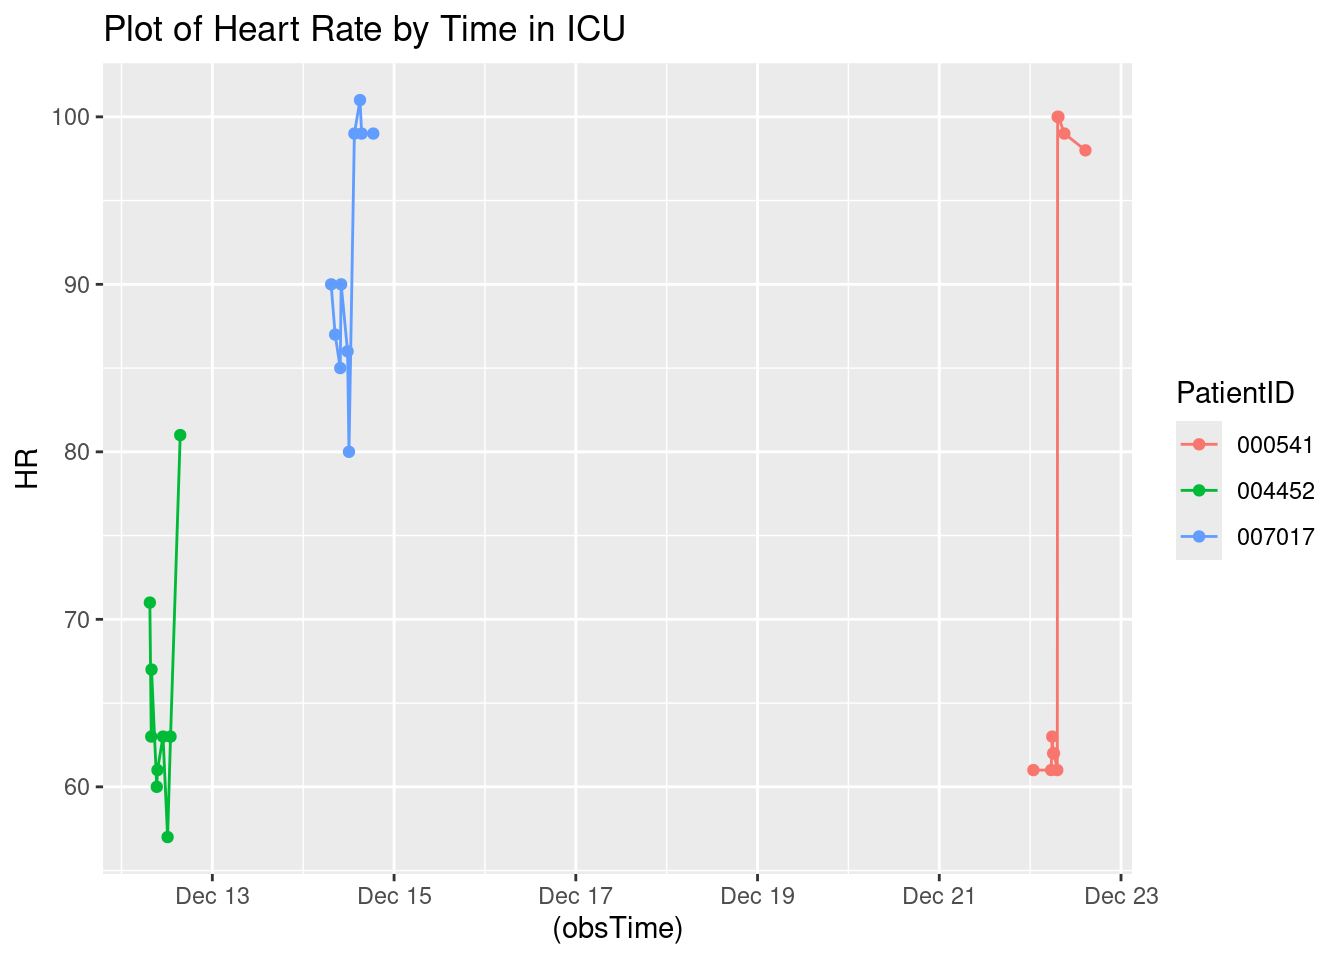 Plot of Heart Rate by Time in ICU
HR
100
90
80
70
60
Dec 13 Dec 15 Dec 17 Dec 19 Dec 21 Dec 23
(obsTime)
PatientID
000541
004452
007017